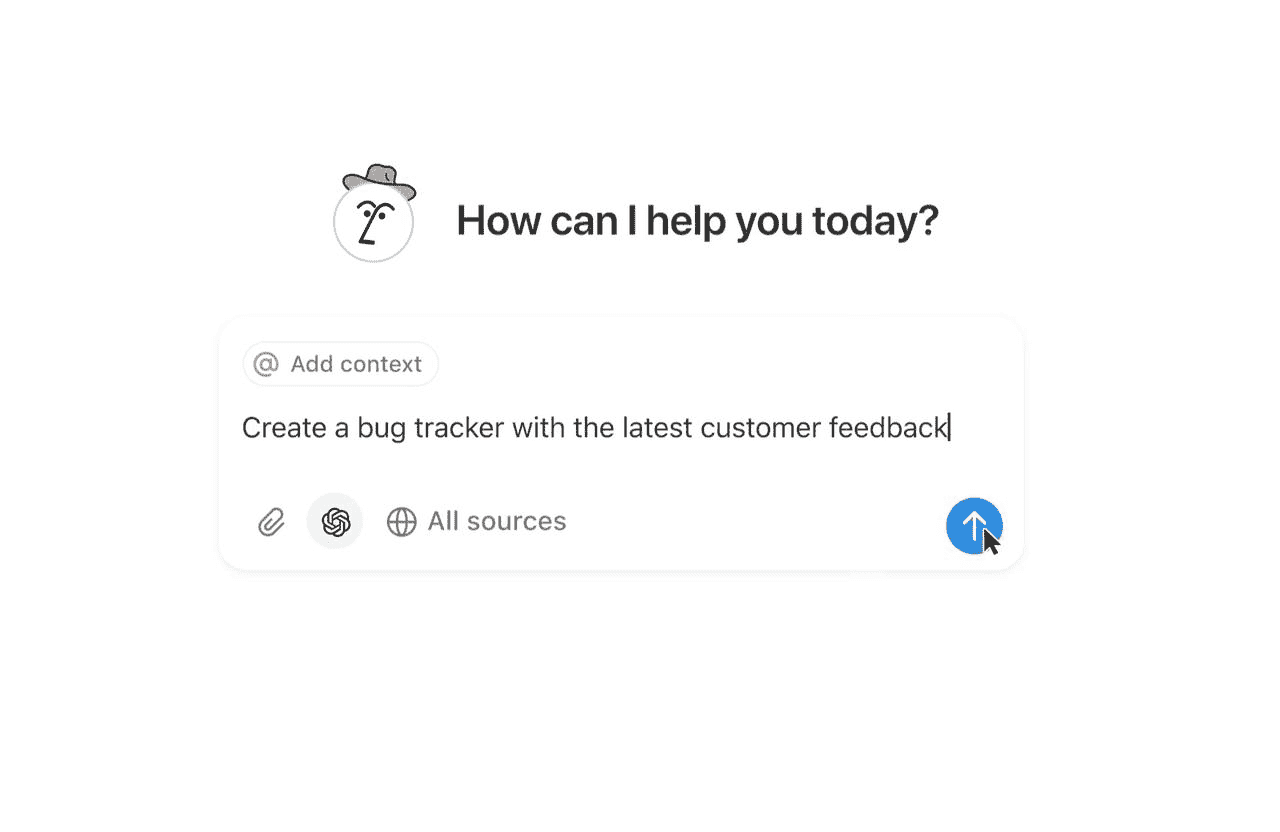 How can I help you today?
@ Add context
Create a bug tracker with the latest customer feedback
All sources